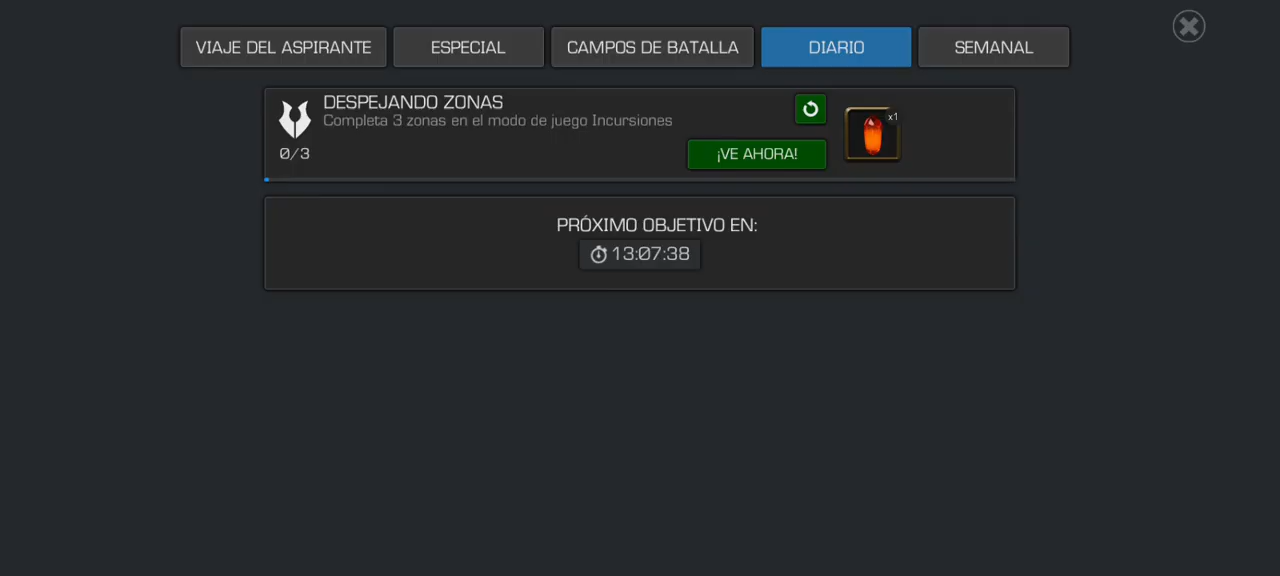 VIAJE DEL ASPIRANTE
ESPECIAL
CAMPOS DE BATALLA
DIARIO
SEMANAL
DESPEJANDO ZONAS
Completa 3 zonas en el modo de juego Incursiones
x1
0/3
¡VE AHORA!
PRÓXIMO OBJETIVO EN:
13:07:38